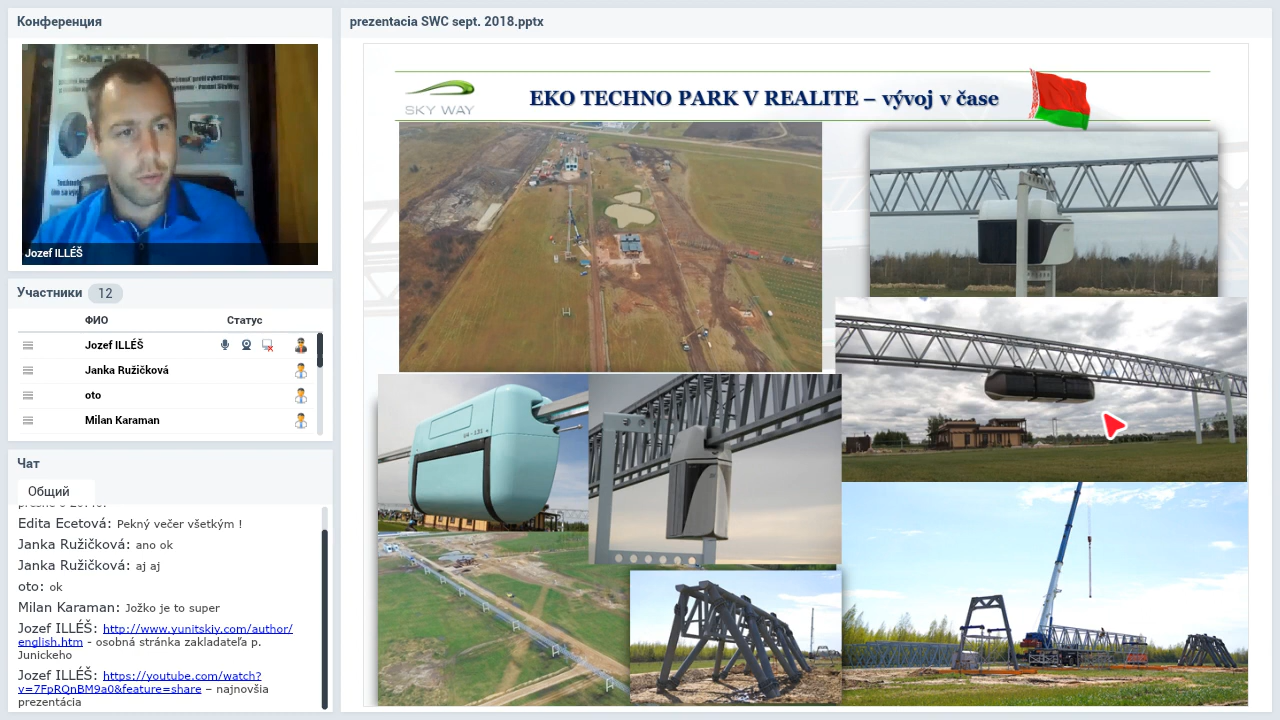 Конференция
Jozef ILLÉŠ
Участники 12
ФИО Статус
Jozef ILLÉŠ
Janka Ružičková
oto
Milan Karaman
Чат
Общий
Edita Ecetová: Pekný večer všetkým !
Janka Ružičková: ano ok
Janka Ružičková: aj aj
oto: ok
Milan Karaman: Jožko je to super
Jozef ILLÉŠ: http://www.yunitskiy.com/author/
english.htm - osobná stránka zakladateľa p.
Junickeho
Jozef ILLÉŠ: https://youtube.com/watch?
v=7FpRQnBM9a0&feature=share – najnovšia
prezentácia
prezentacia SWC sept. 2018.pptx
SKY WAY
EKO TECHNO PARK V REALITE – vývoj v čase